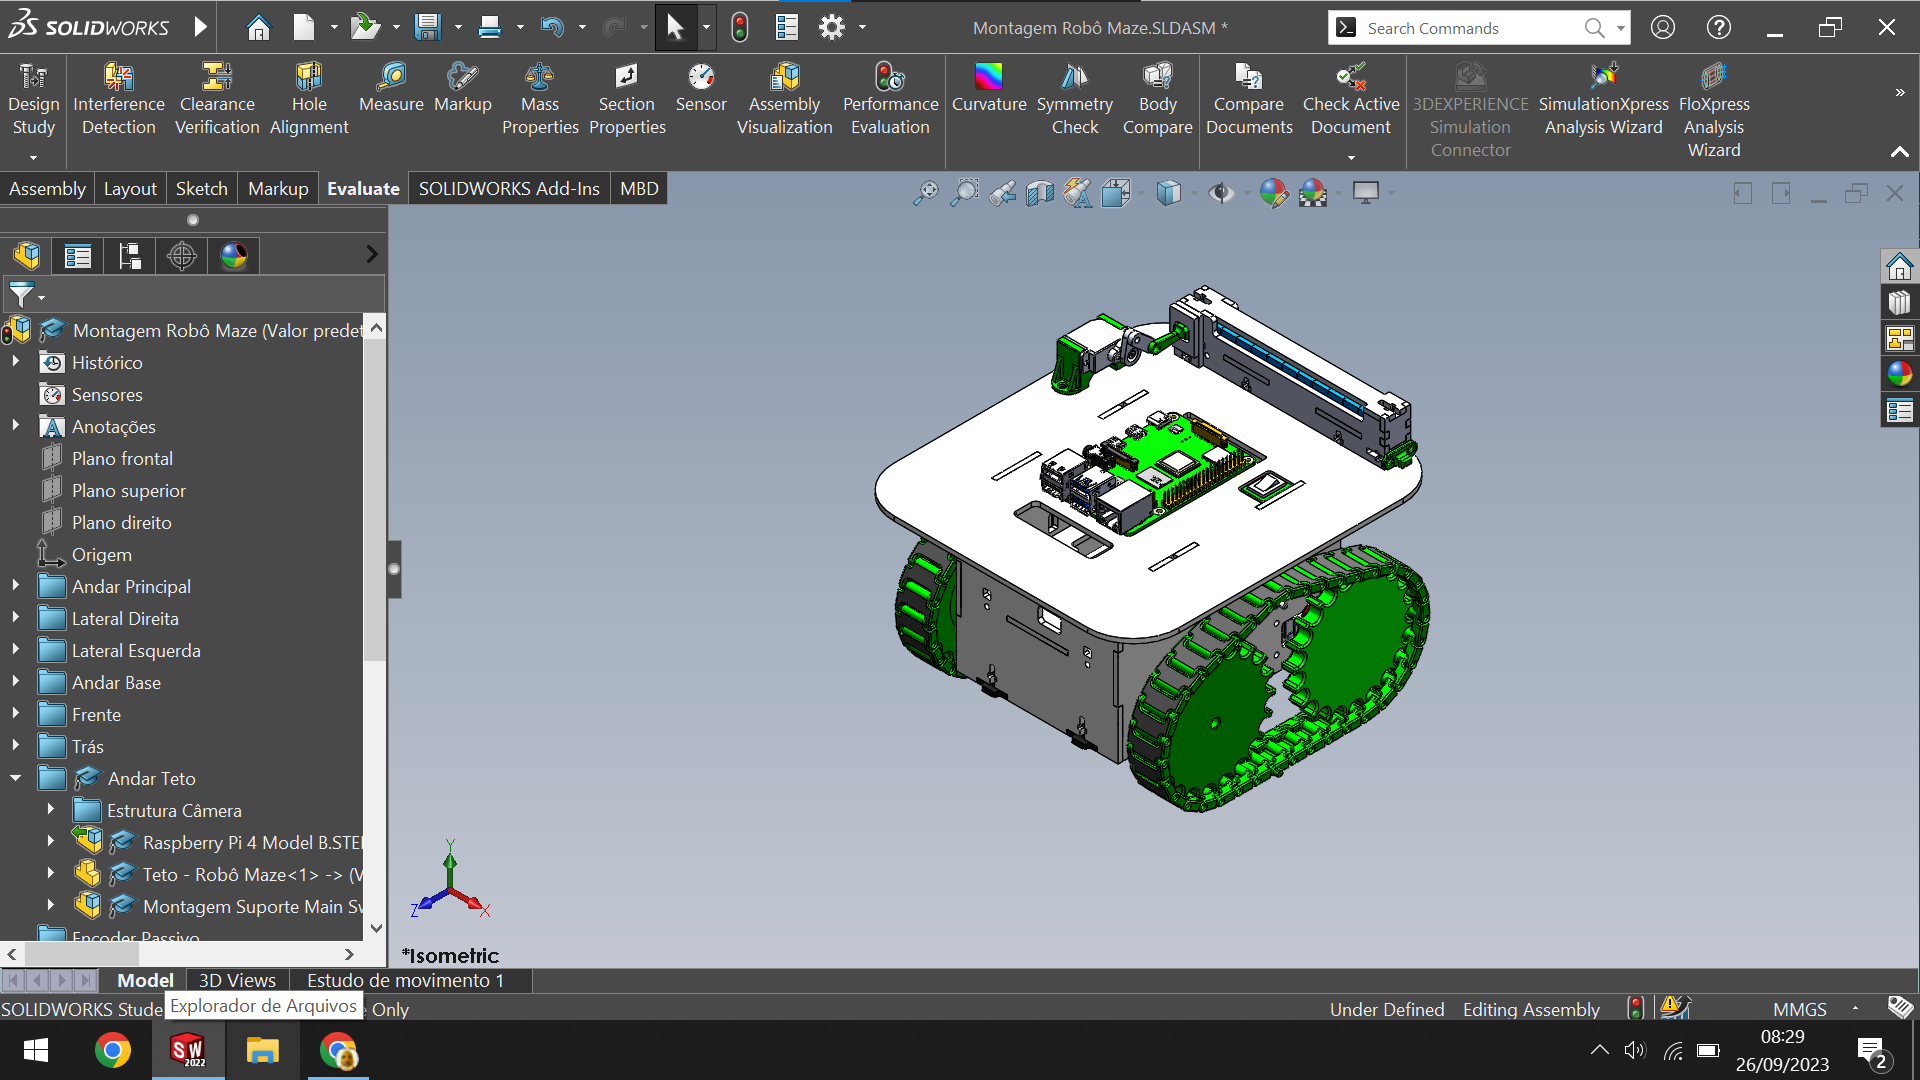 SOLIDWORKS
Montagem Robô Maze.SLDASM *
Search Commands
Design Study
Interference Detection
Clearance Verification
Hole Alignment
Measure
Markup
Mass Properties
Section Properties
Sensor
Assembly Visualization
Performance Evaluation
Curvature
Symmetry Check
Body Compare
Compare Documents
Check Active Document
3DEXPERIENCE Simulation Connector
SimulationXpress Analysis Wizard
FloXpress Analysis Wizard
Assembly Layout Sketch Markup Evaluate SOLIDWORKS Add-Ins MBD
Montagem Robô Maze (Valor predet
Histórico
Sensores
Anotações
Plano frontal
Plano superior
Plano direito
Origem
Andar Principal
Lateral Direita
Lateral Esquerda
Andar Base
Frente
Trás
Andar Teto
Estrutura Câmera
Raspberry Pi 4 Model B.STE
Teto - Robô Maze<1> -> (V
Montagem Suporte Main Sw
Encoder Passivo
Y
Z
X
*Isometric
Model 3D Views Estudo de movimento 1
Explorador de Arquivos
SOLIDWORKS Stude
Only
Under Defined Editing Assembly MMGS
SW 2022
08:29
26/09/2023
2